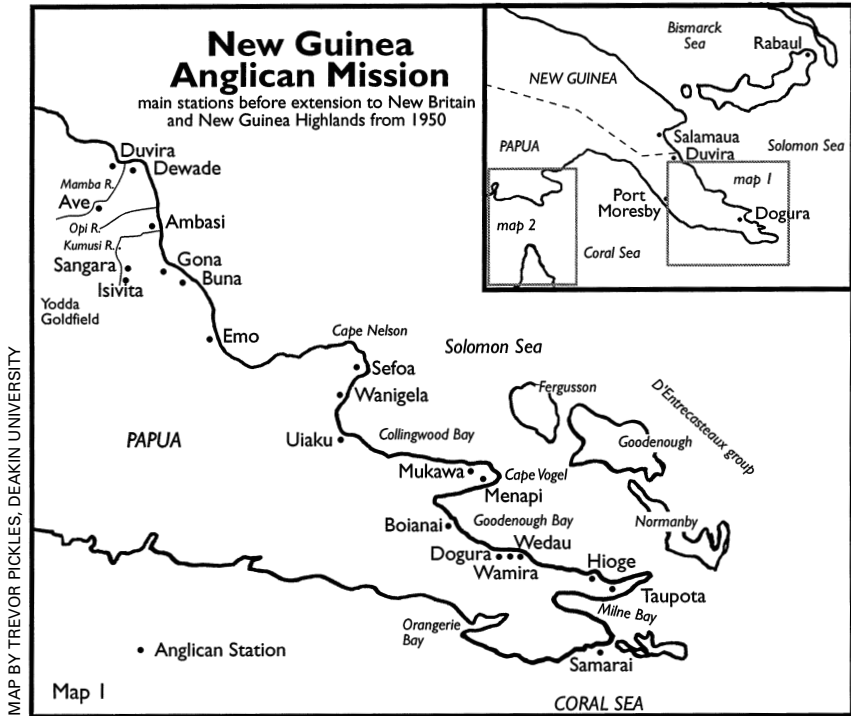 New Guinea
Anglican Mission
main stations before extension to New Britain
and New Guinea Highlands from 1950
Bismarck
Sea
Rabaul
NEW GUINEA
Salamaua
Solomon Sea
PAPUA
Duvira
map 1
Port
Moresby
Dogura
map 2
Coral Sea
Duvira
Dewade
Mamba R.
Ave
Opi R.
Ambasi
Kumusi R.
Sangara
Gona
Isivita
Buna
Yodda
Goldfield
Emo
Cape Nelson
Solomon Sea
Sefoa
Wanigela
Fergusson
D'Entrecasteaux group
PAPUA
Uiaku
Collingwood Bay
Goodenough
Mukawa
Cape Vogel
Menapi
Boianai
Goodenough Bay
Normanby
Dogura
Wedau
Wamira
Hioge
Taupota
Milne Bay
Orangerie
Bay
Anglican Station
Samarai
Map 1
CORAL SEA
MAP BY TREVOR PICKLES, DEAKIN UNIVERSITY